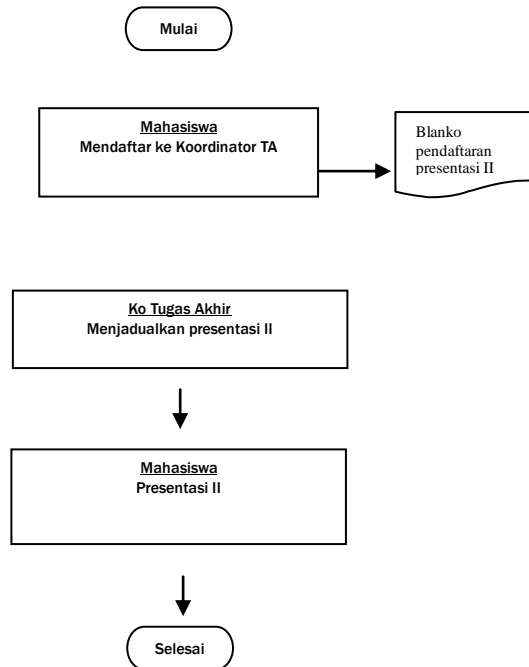 Mulai
Mahasiswa
Mendaftar ke Koordinator TA
Blanko
pendaftaran
presentasi II
Ko Tugas Akhir
Menjadualkan presentasi II
Mahasiswa
Presentasi II
Selesai